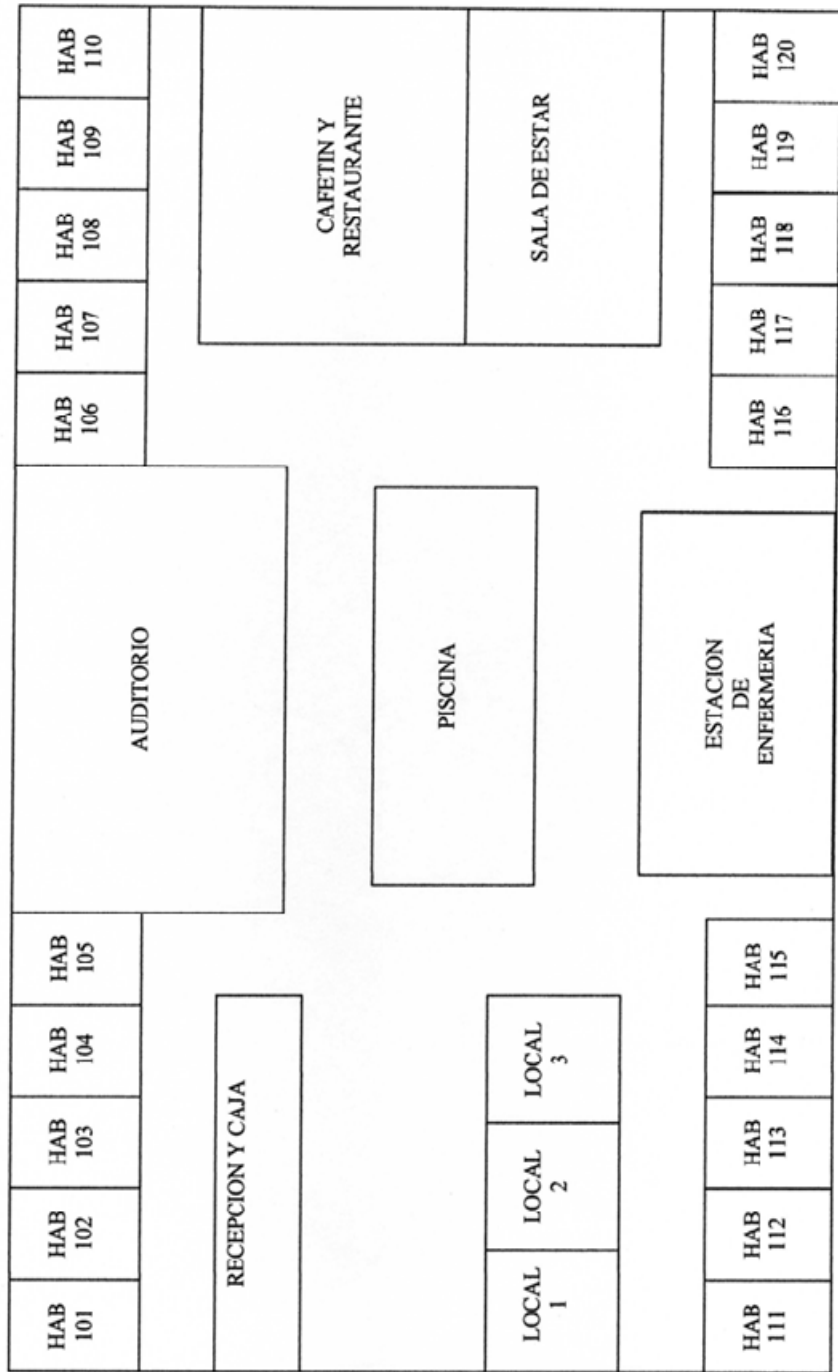 HAB
101
HAB
102
HAB
103
HAB
104
HAB
105
AUDITORIO
HAB
106
HAB
107
HAB
108
HAB
109
HAB
110
RECEPCION Y CAJA
PISCINA
CAFETIN Y
RESTAURANTE
LOCAL
1
LOCAL
2
LOCAL
3
SALA DE ESTAR
HAB
111
HAB
112
HAB
113
HAB
114
HAB
115
ESTACION
DE
ENFERMERIA
HAB
116
HAB
117
HAB
118
HAB
119
HAB
120